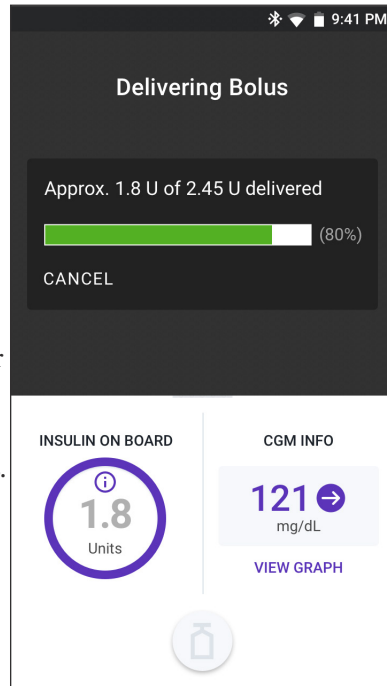 9:41 PM
Delivering Bolus
Approx. 1.8 U of 2.45 U delivered
(80%)
CANCEL
INSULIN ON BOARD
1.8
Units
CGM INFO
121
mg/dL
VIEW GRAPH